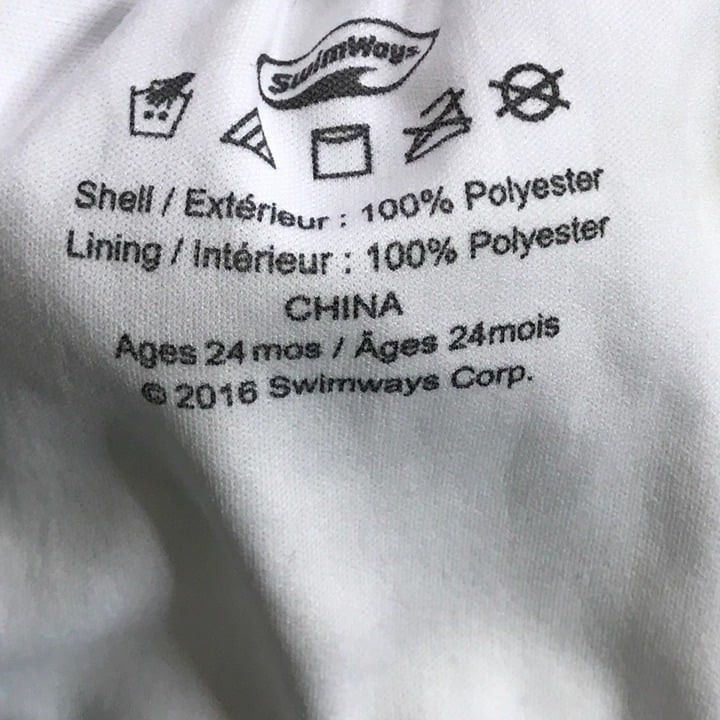 SwimWays
Shell / Extérieur : 100% Polyester
Lining / Intérieur : 100% Polyester
CHINA
Ages 24 mos / Âges 24mois
© 2016 Swimways Corp.